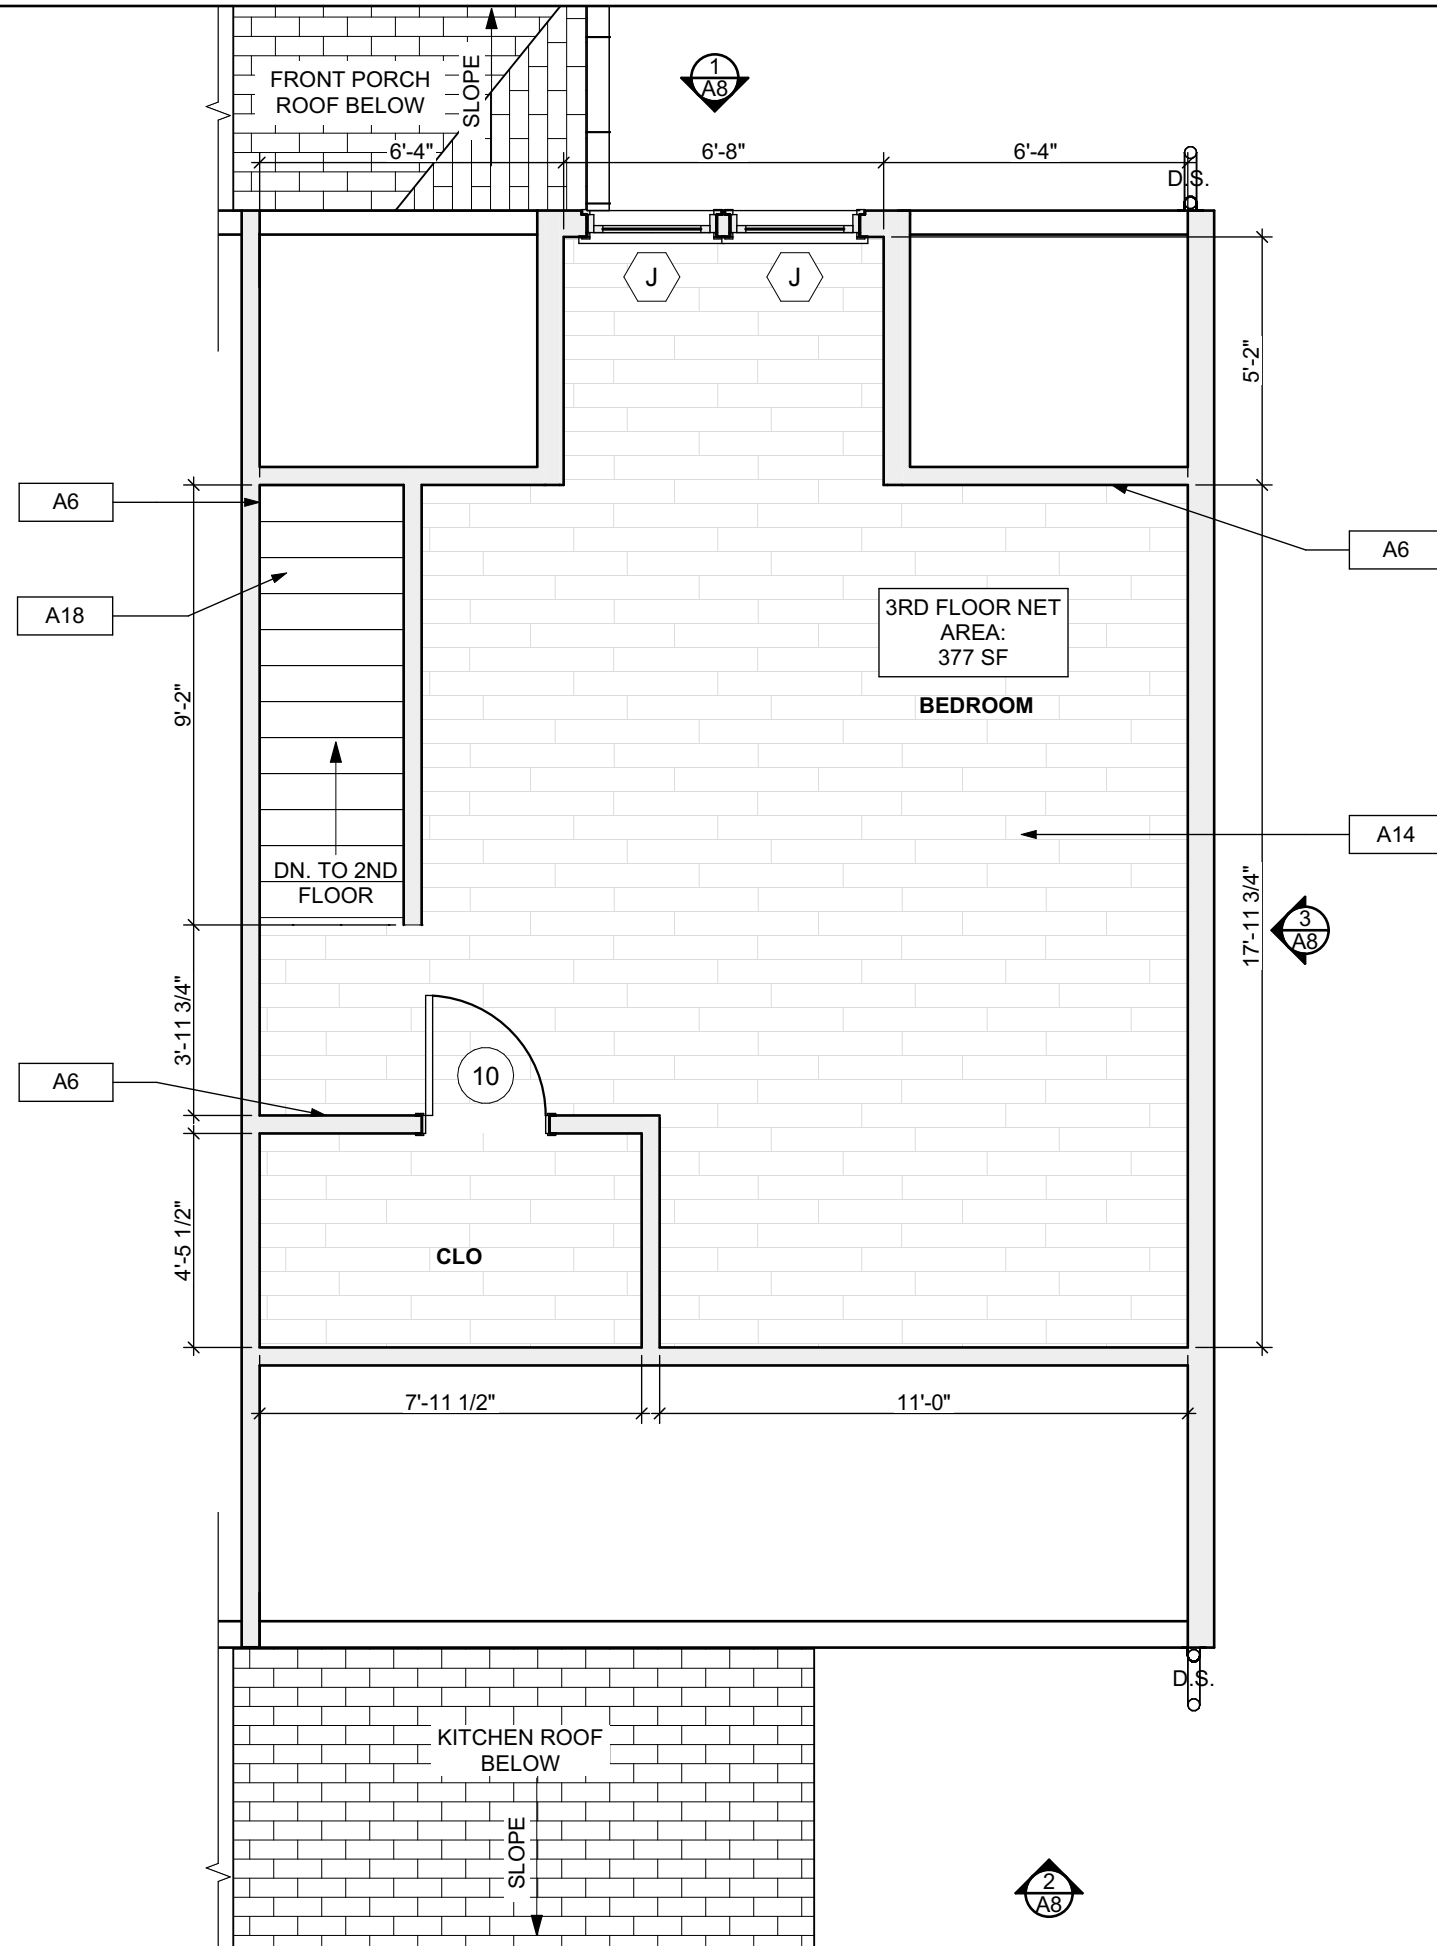 FRONT PORCH
ROOF BELOW
SLOPE
1
A8
6'-4"
6'-8"
6'-4"
D.S.
J
J
5'-2"
A6
A6
A18
3RD FLOOR NET
AREA:
377 SF
BEDROOM
9'-2"
A14
DN. TO 2ND
FLOOR
17'-11 3/4"
3
A8
3'-11 3/4"
10
A6
4'-5 1/2"
CLO
7'-11 1/2"
11'-0"
D.S.
KITCHEN ROOF
BELOW
SLOPE
2
A8